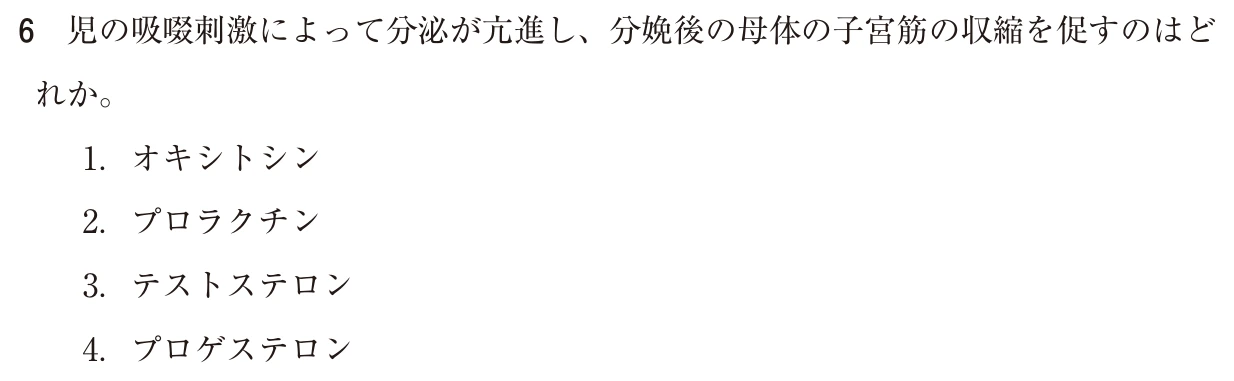 6 児の吸啜刺激によって分泌が亢進し、分娩後の母体の子宮筋の収縮を促すのはど
れか。
1. オキシトシン
2. プロラクチン
3. テストステロン
4. プロゲステロン